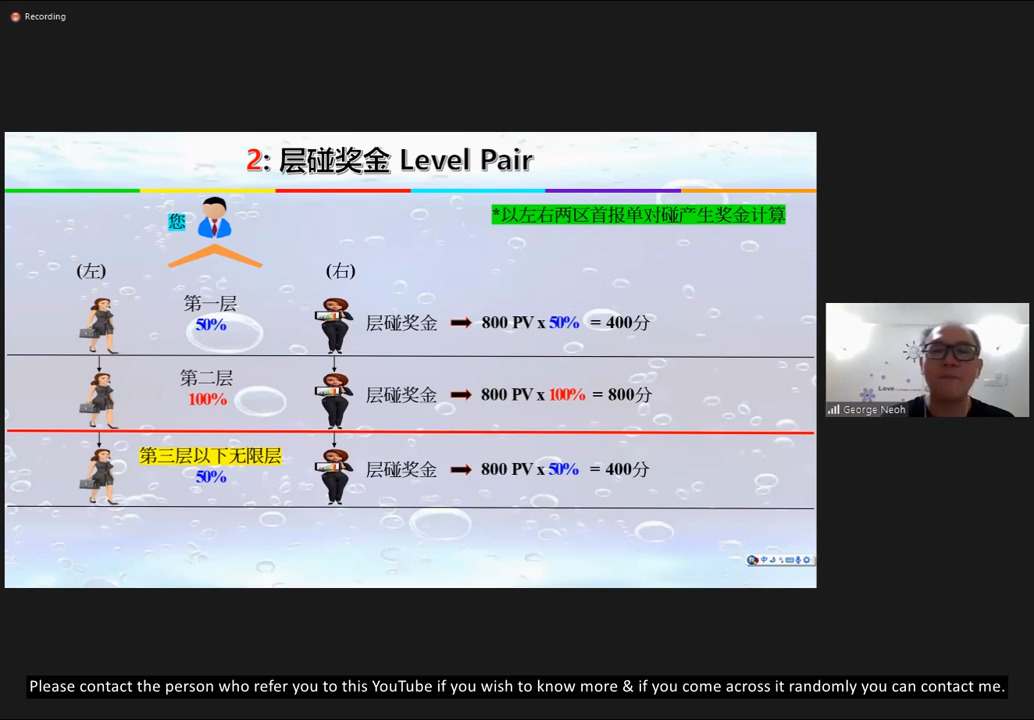 Recording
2: 层碰奖金 Level Pair
您
*以左右两区首报单对碰产生奖金计算
(左)
(右)
第一层
50%
层碰奖金 800 PV x 50% = 400分
第二层
100%
层碰奖金 800 PV x 100% = 800分
第三层以下无限层
50%
层碰奖金 800 PV x 50% = 400分
Love
George Neoh
中
Please contact the person who refer you to this YouTube if you wish to know more & if you come across it randomly you can contact me.